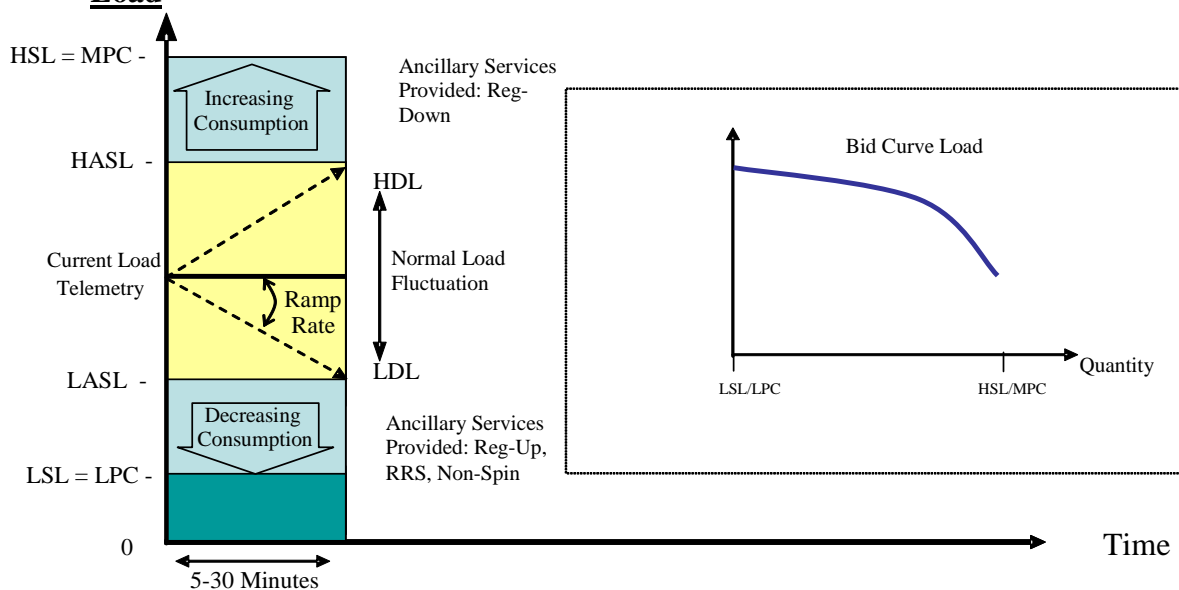 Load
HSL = MPC -
Increasing
Consumption
Ancillary Services
Provided: Reg-
Down
HASL -
HDL
Current Load
Telemetry
Normal Load
Fluctuation
Ramp
Rate
LASL -
LDL
Decreasing
Consumption
Ancillary Services
Provided: Reg-Up,
RRS, Non-Spin
LSL = LPC -
0
Time
5-30 Minutes
Bid Curve Load
Quantity
LSL/LPC
HSL/MPC